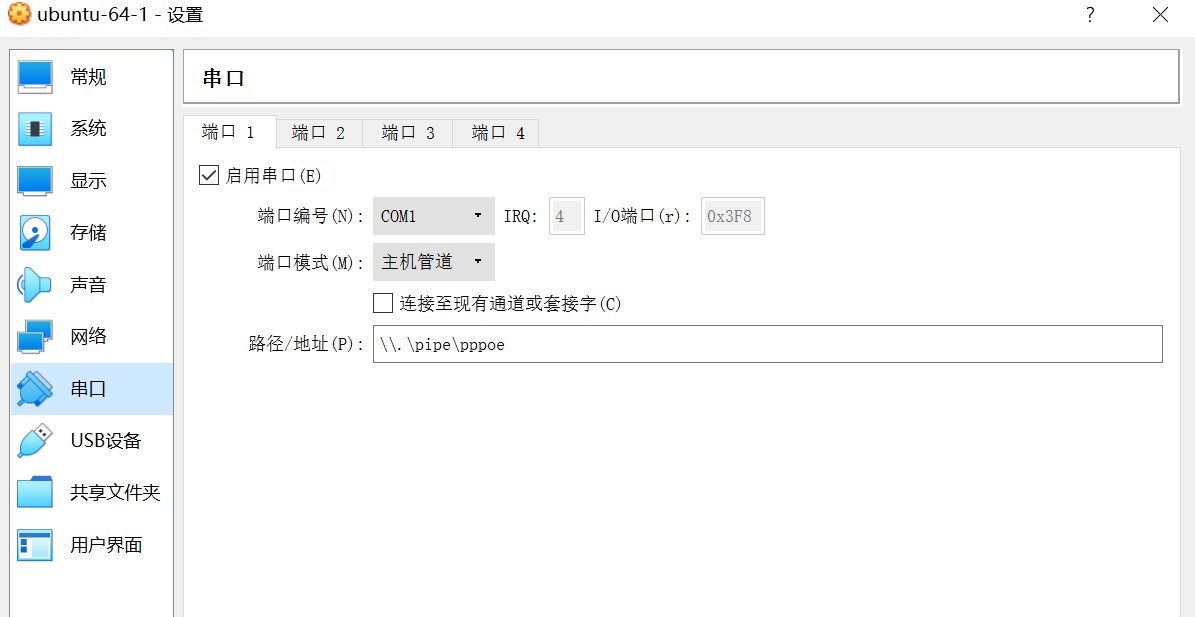 ubuntu-64-1 - 设置
?
常规
系统
显示
存储
声音
网络
串口
USB设备
共享文件夹
用户界面
串口
端口 1 端口 2 端口 3 端口 4
启用串口(E)
端口编号(N): COM1 IRQ: 4 I/O端口(r): 0x3F8
端口模式(M): 主机管道
连接至现有通道或套接字(C)
路径/地址(P): \\.\pipe\pppoe